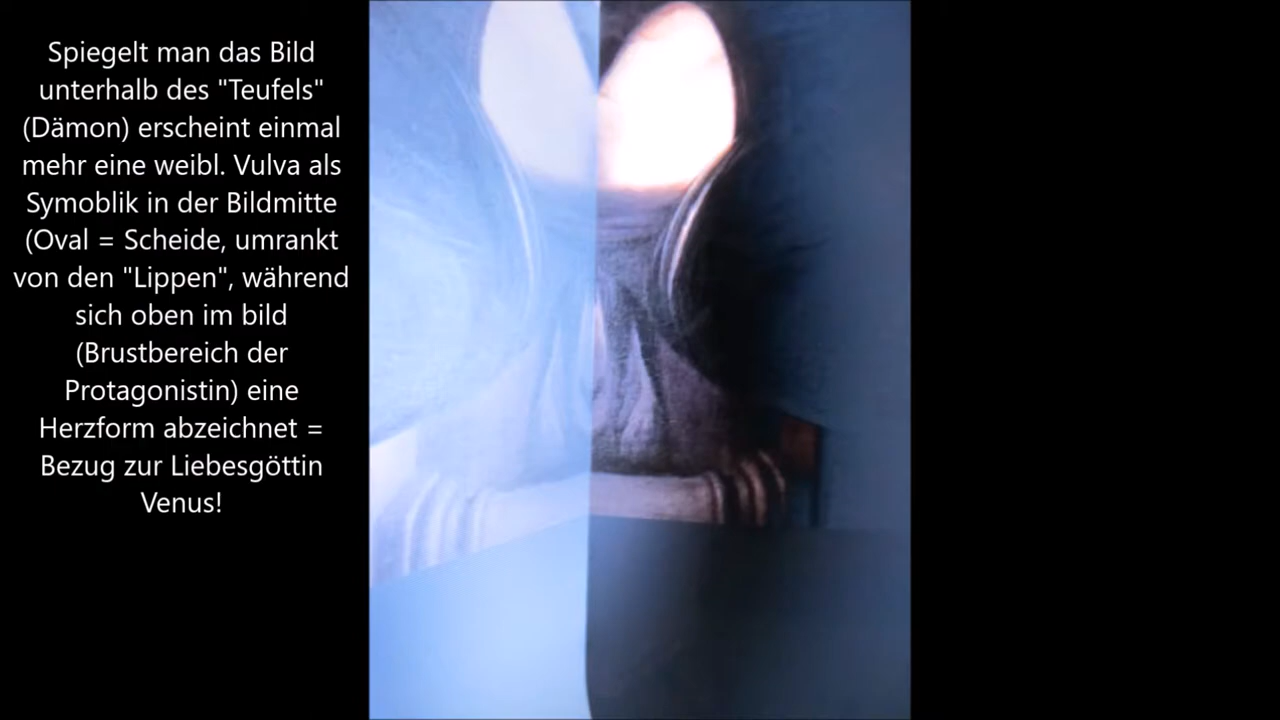 Spiegelt man das Bild
unterhalb des "Teufels"
(Dämon) erscheint einmal
mehr eine weibl. Vulva als
Symoblik in der Bildmitte
(Oval = Scheide, umrankt
von den "Lippen", während
sich oben im bild
(Brustbereich der
Protagonistin) eine
Herzform abzeichnet =
Bezug zur Liebesgöttin
Venus!